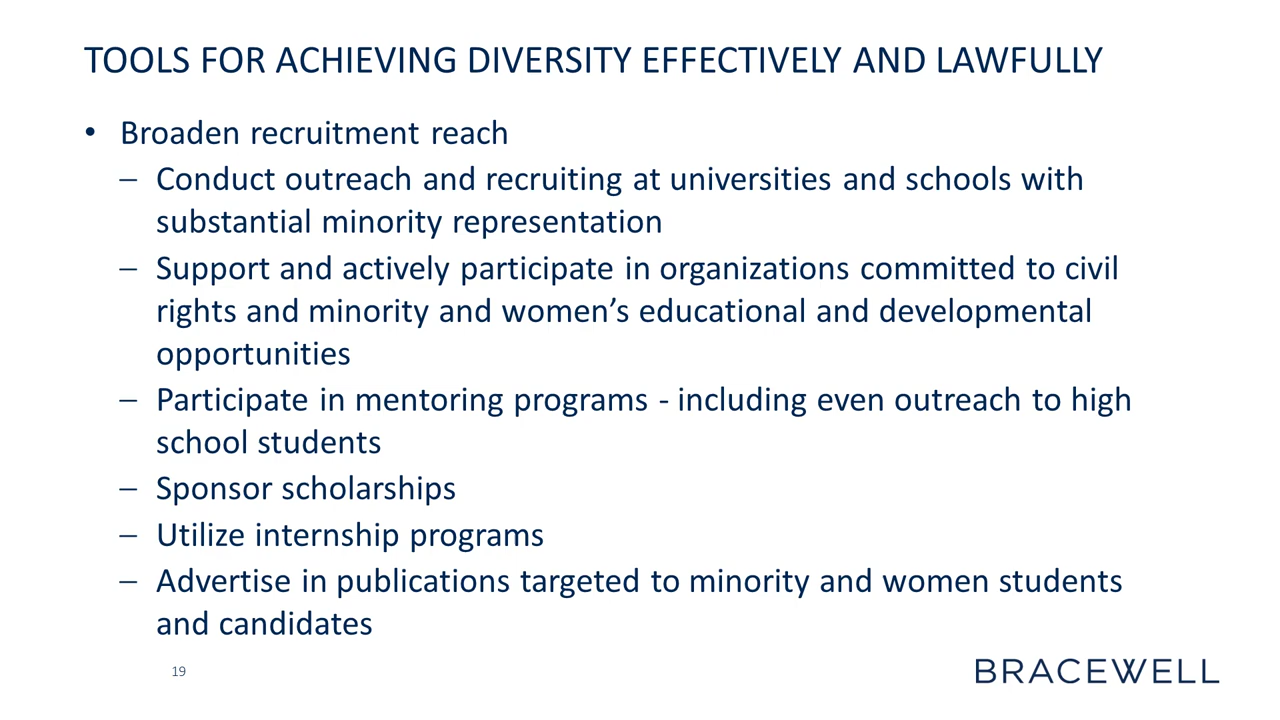 TOOLS FOR ACHIEVING DIVERSITY EFFECTIVELY AND LAWFULLY
• Broaden recruitment reach
– Conduct outreach and recruiting at universities and schools with
substantial minority representation
– Support and actively participate in organizations committed to civil
rights and minority and women’s educational and developmental
opportunities
– Participate in mentoring programs - including even outreach to high
school students
– Sponsor scholarships
– Utilize internship programs
– Advertise in publications targeted to minority and women students
and candidates
19
BRACEWELL